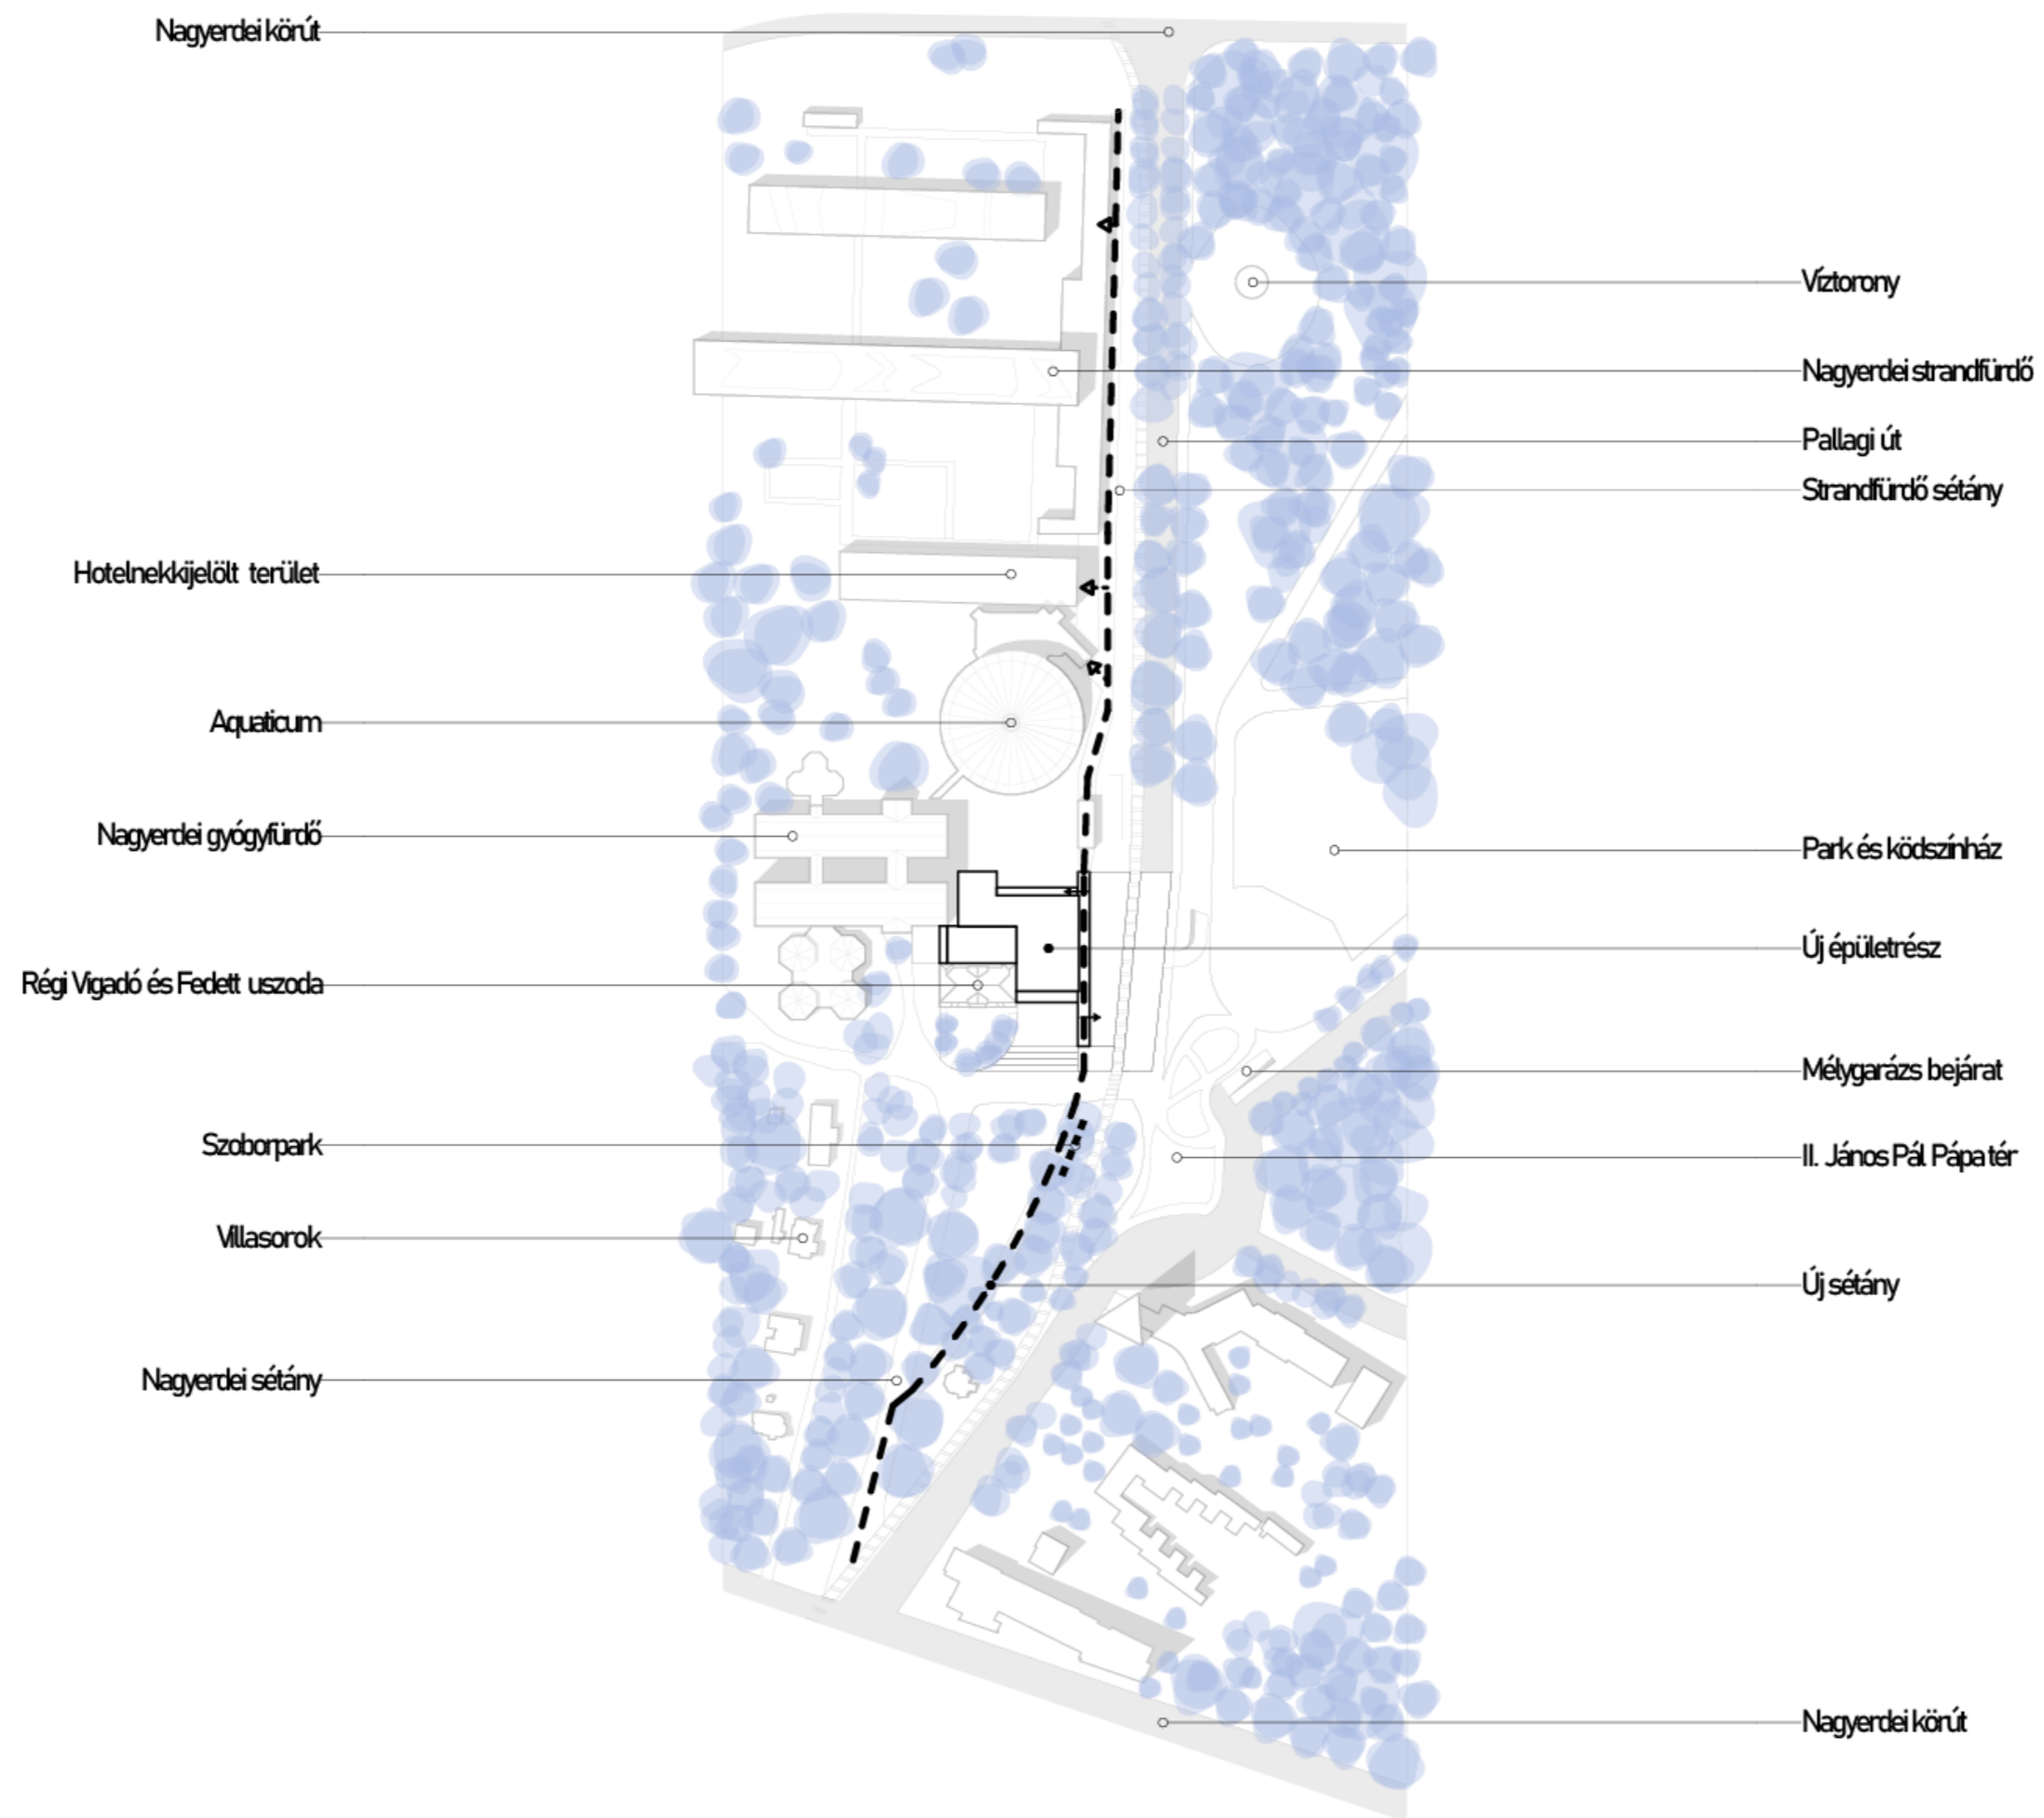 Nagyerdei körút
Hotelnek kijelölt terület
Aquaticum
Nagyerdei gyógyfürdő
Régi Vigadó és Fedett uszoda
Szoborpark
Villasorok
Nagyerdei sétány
Víztorony
Nagyerdei strandfürdő
Pallagi út
Strandfürdő sétány
Park és ködszínház
Új épületrész
Mélygarázs bejárat
II. János Pál Pápa tér
Új sétány
Nagyerdei körút